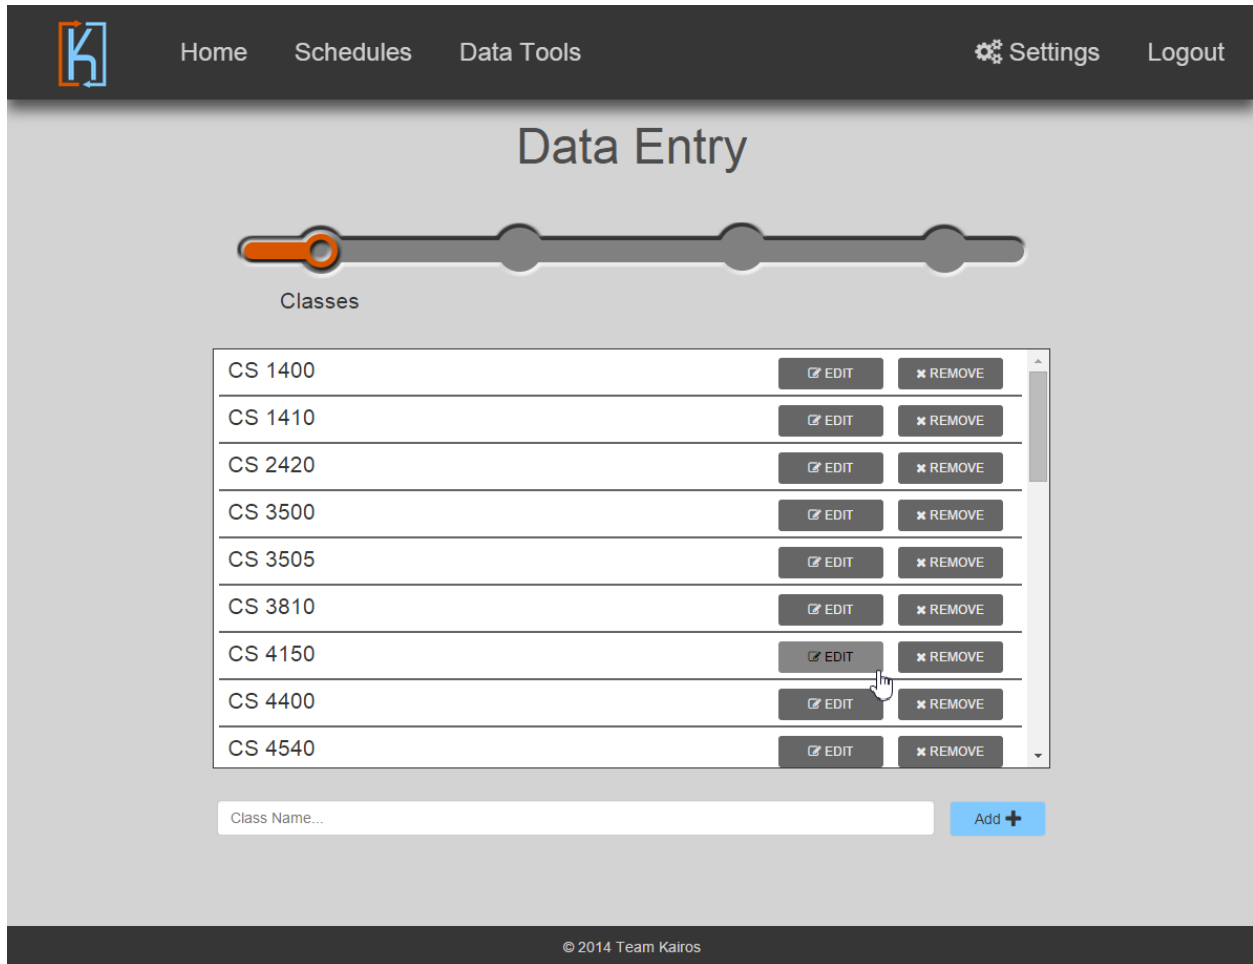 Home Schedules Data Tools Settings Logout
Data Entry
Classes
CS 1400 EDIT REMOVE
CS 1410 EDIT REMOVE
CS 2420 EDIT REMOVE
CS 3500 EDIT REMOVE
CS 3505 EDIT REMOVE
CS 3810 EDIT REMOVE
CS 4150 EDIT REMOVE
CS 4400 EDIT REMOVE
CS 4540 EDIT REMOVE
Class Name... Add
© 2014 Team Kairos